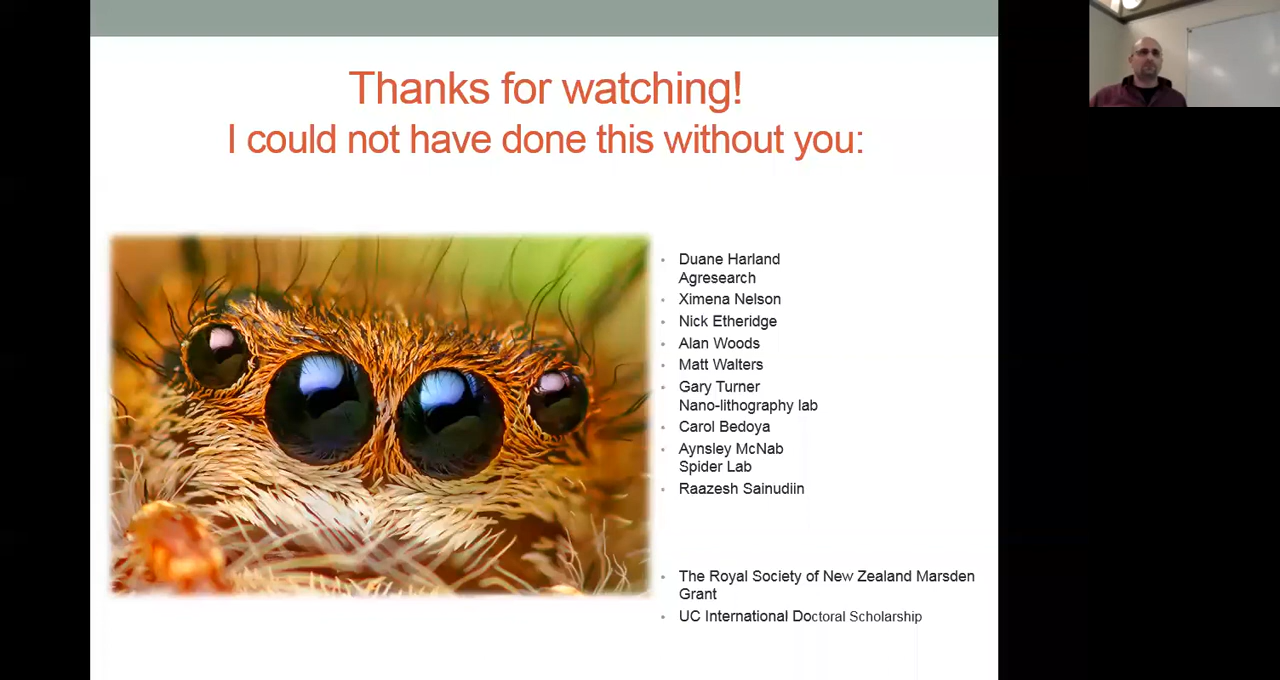 Thanks for watching!
I could not have done this without you:
Duane Harland
Agresearch
Ximena Nelson
Nick Etheridge
Alan Woods
Matt Walters
Gary Turner
Nano-lithography lab
Carol Bedoya
Aynsley McNab
Spider Lab
Raazesh Sainudiin
The Royal Society of New Zealand Marsden
Grant
UC International Doctoral Scholarship